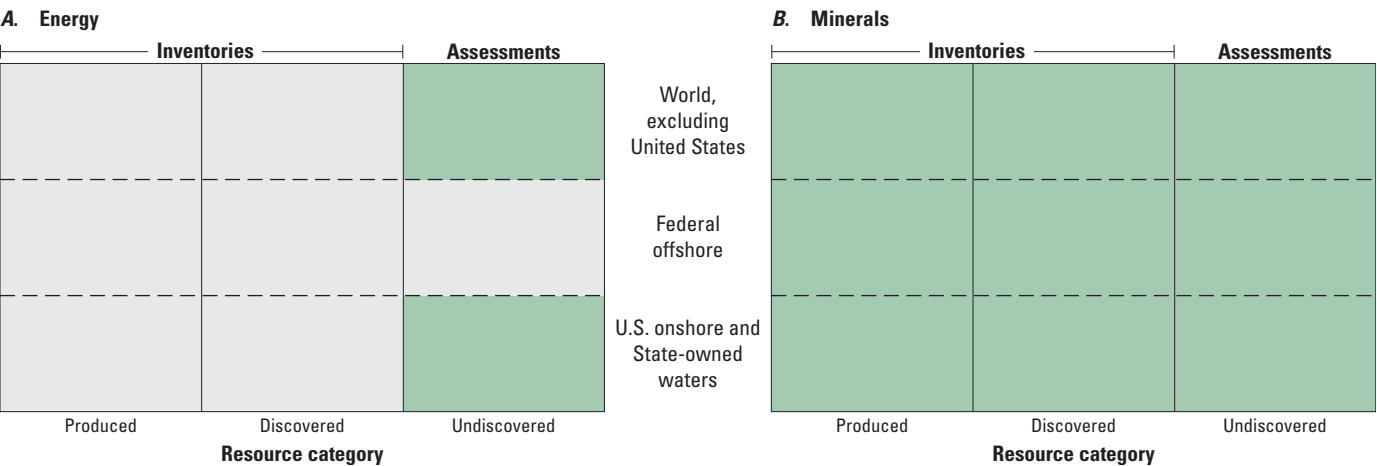 A. Energy
Inventories
Assessments
B. Minerals
Inventories
Assessments
World,
excluding
United States
Federal
offshore
U.S. onshore and
State-owned
waters
Produced
Discovered
Undiscovered
Resource category
Produced
Discovered
Undiscovered
Resource category